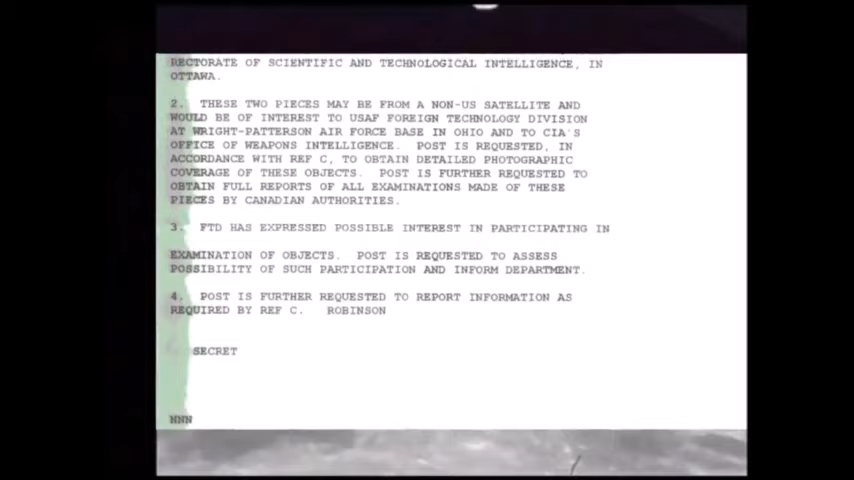 RECTORATE OF SCIENTIFIC AND TECHNOLOGICAL INTELLIGENCE, IN
OTTAWA.
2. THESE TWO PIECES MAY BE FROM A NON-US SATELLITE AND
WOULD BE OF INTEREST TO USAF FOREIGN TECHNOLOGY DIVISION
AT WRIGHT-PATTERSON AIR FORCE BASE IN OHIO AND TO CIA'S
OFFICE OF WEAPONS INTELLIGENCE. POST IS REQUESTED, IN
ACCORDANCE WITH REF C, TO OBTAIN DETAILED PHOTOGRAPHIC
COVERAGE OF THESE OBJECTS. POST IS FURTHER REQUESTED TO
OBTAIN FULL REPORTS OF ALL EXAMINATIONS MADE OF THESE
PIECES BY CANADIAN AUTHORITIES.
3. FTD HAS EXPRESSED POSSIBLE INTEREST IN PARTICIPATING IN
EXAMINATION OF OBJECTS. POST IS REQUESTED TO ASSESS
POSSIBILITY OF SUCH PARTICIPATION AND INFORM DEPARTMENT.
4. POST IS FURTHER REQUESTED TO REPORT INFORMATION AS
REQUIRED BY REF C. ROBINSON
SECRET
NNN